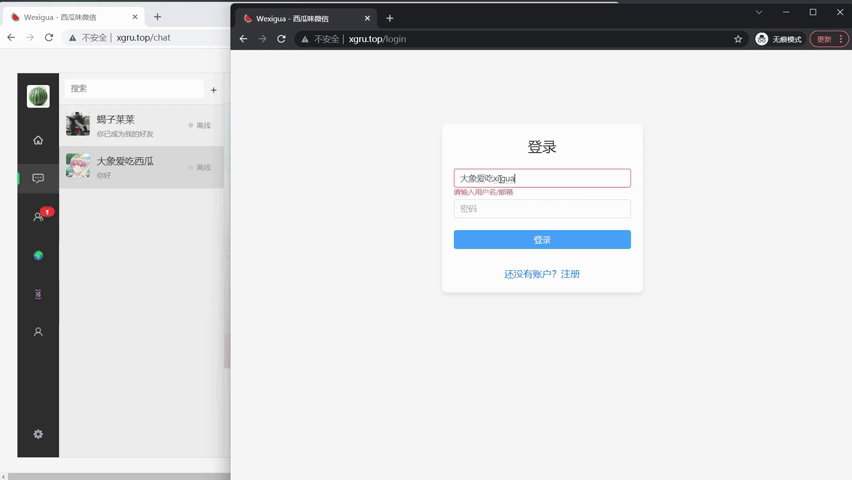 Wexigua - 西瓜味微信
不安全 | xgru.top/chat
搜索
+
蝎子莱莱
离线
你已成为我的好友
大象爱吃西瓜
离线
你好
1
Wexigua - 西瓜味微信
不安全 | xgru.top/login
无痕模式
更新
登录
大象爱吃xigua
请输入用户名/邮箱
密码
登录
还没有账户？注册